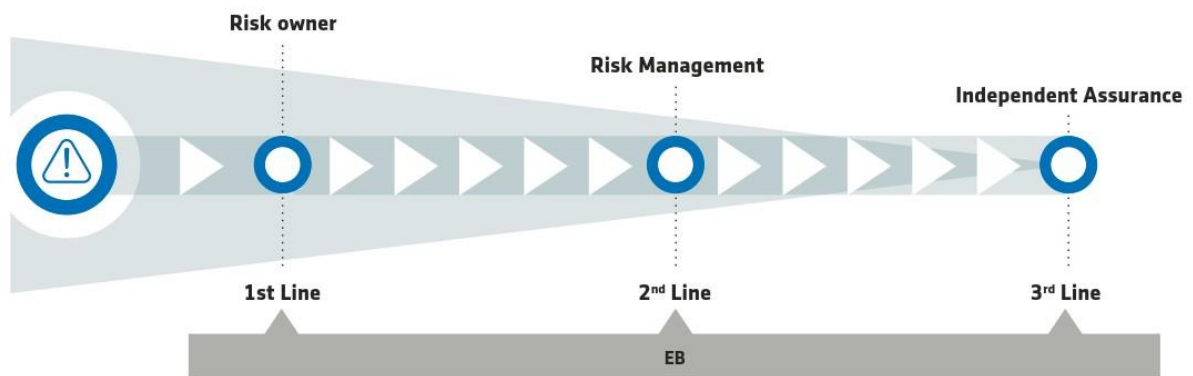 Risk owner
Risk Management
Independent Assurance
1st Line
2nd Line
3rd Line
EB